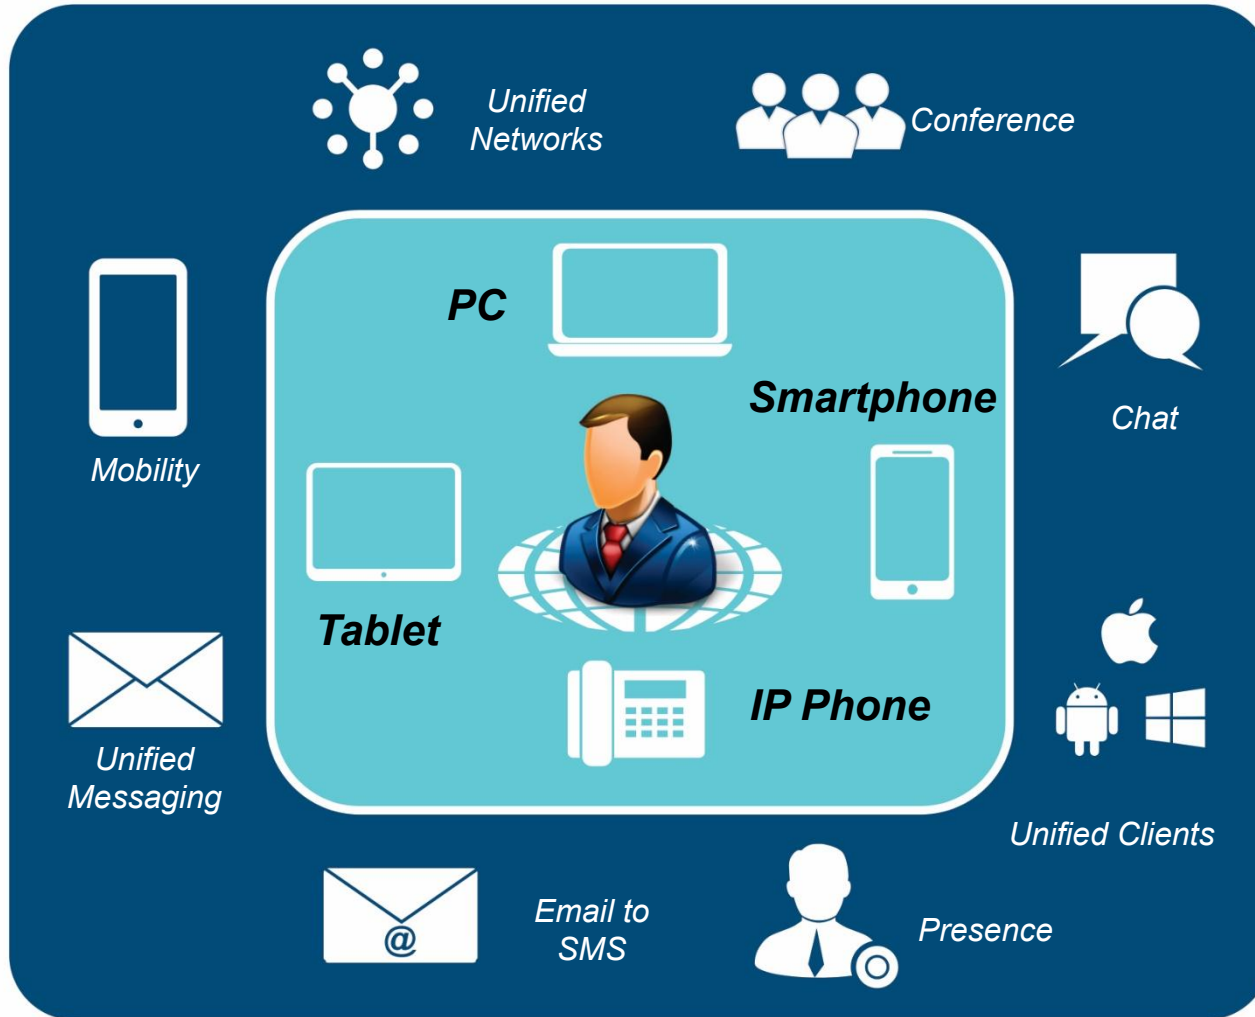 Unified
Networks
Conference
PC
Smartphone
Chat
Mobility
Tablet
IP Phone
Unified
Messaging
Unified Clients
@
Email to
SMS
Presence